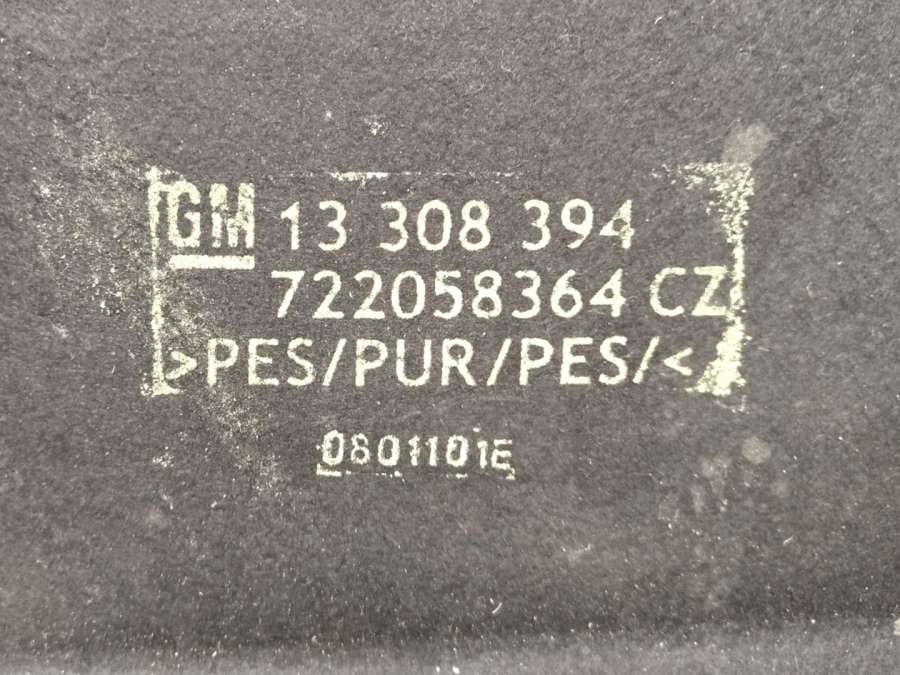 GM 13 308 394
722058364 CZ
>PES/PUR/PES/<
0801101E